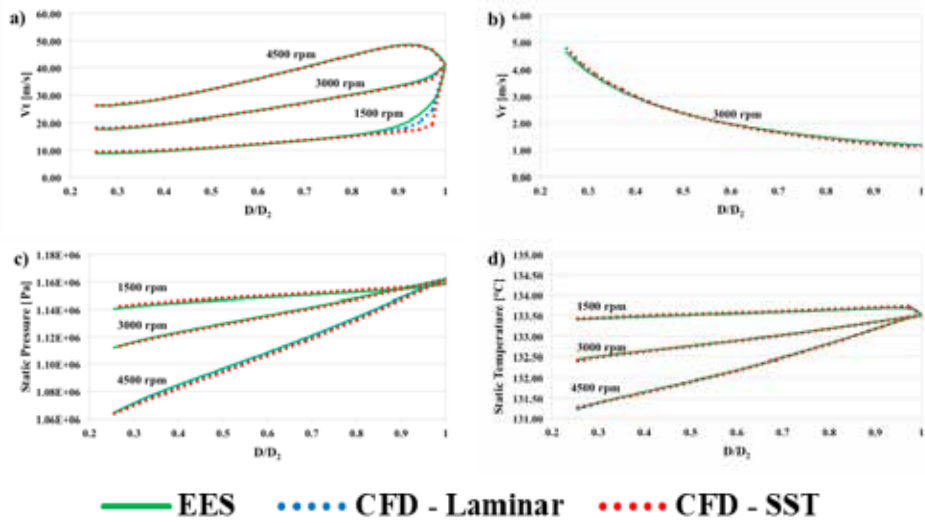 a)
Vt [m/s]
60.00
50.00
40.00
30.00
20.00
10.00
0.00
4500 rpm
3000 rpm
1500 rpm
0.2 0.3 0.4 0.5 0.6 0.7 0.8 0.9 1
D/D2
b)
Vr [m/s]
6.00
5.00
4.00
3.00
2.00
1.00
0.00
3000 rpm
0.2 0.3 0.4 0.5 0.6 0.7 0.8 0.9 1
D/D2
c)
Static Pressure [Pa]
1.18E+06
1.16E+06
1.14E+06
1.12E+06
1.10E+06
1.08E+06
1.06E+06
1500 rpm
3000 rpm
4500 rpm
0.2 0.3 0.4 0.5 0.6 0.7 0.8 0.9 1
D/D2
d)
Static Temperature [°C]
135.00
134.50
134.00
133.50
133.00
132.50
132.00
131.50
131.00
1500 rpm
3000 rpm
4500 rpm
0.2 0.3 0.4 0.5 0.6 0.7 0.8 0.9 1
D/D2
EES CFD - Laminar CFD - SST